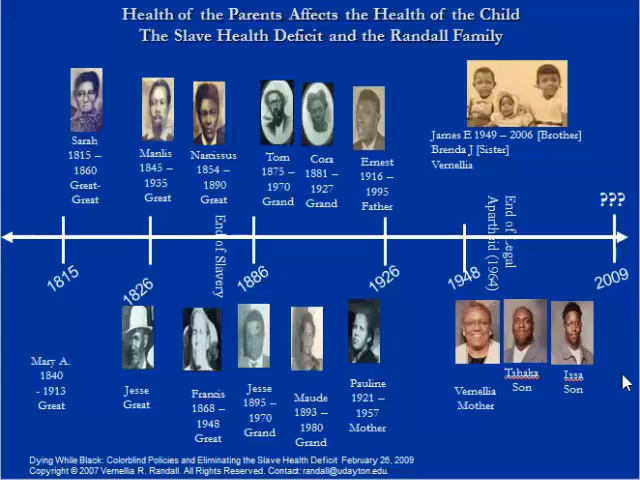 Health of the Parents Affects the Health of the Child
The Slave Health Deficit and the Randall Family
Sarah
1815 –
1860
Great-
Great
Manlis
1845 –
1935
Great
Narcissus
1854 –
1890
Great
Tom
1875 –
1970
Grand
Cora
1881 –
1927
Grand
Ernest
1916 –
1995
Father
James E 1949 – 2006 [Brother]
Brenda J [Sister]
Vernellia
???
End of Slavery
End of Legal
Apartheid (1964)
1815
1826
1886
1926
1948
2009
Mary A.
1840
- 1913
Great
Jesse
Great
Francis
1868 –
1948
Great
Jesse
1895 –
1970
Grand
Maude
1893 –
1980
Grand
Pauline
1921 –
1957
Mother
Vernellia
Mother
Tshaka
Son
Issa
Son
Dying While Black: Colorblind Policies and Eliminating the Slave Health Deficit February 26, 2009
Copyright © 2007 Vernellia R. Randall. All Rights Reserved. Contact: randall@udayton.edu.